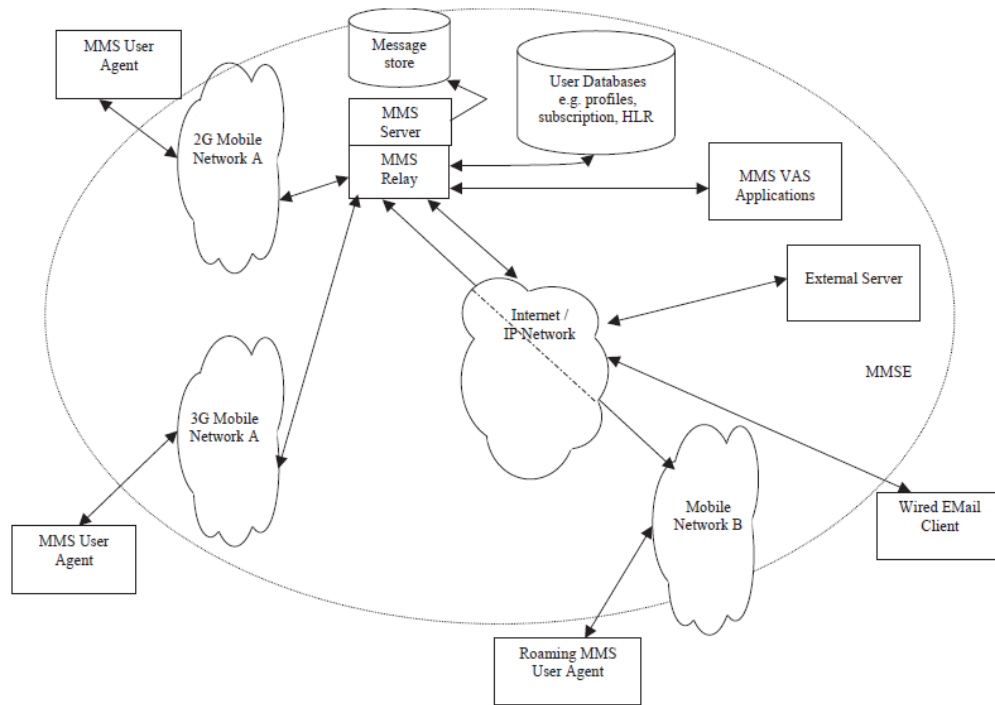 MMS User
Agent
Message
store
User Databases
e.g. profiles,
subscription, HLR
MMS
Server
2G Mobile
Network A
MMS
Relay
MMS VAS
Applications
External Server
Internet /
IP Network
MMSE
3G Mobile
Network A
Mobile
Network B
Wired EMail
Client
MMS User
Agent
Roaming MMS
User Agent